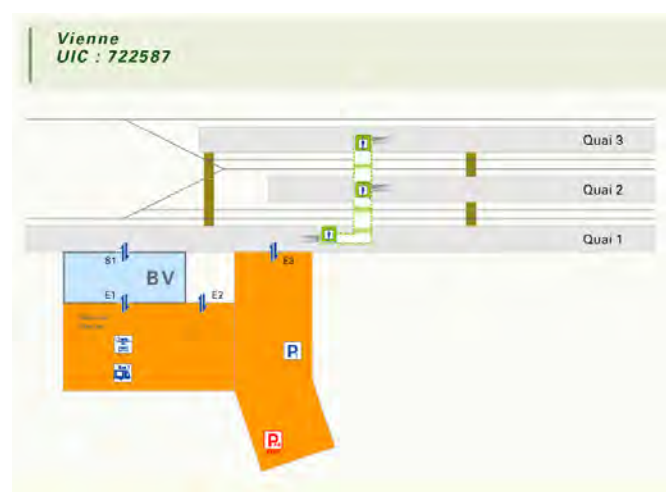 Vienne
UIC : 722587
Quai 3
Quai 2
Quai 1
S1
E3
BV
E1
E2
P
P